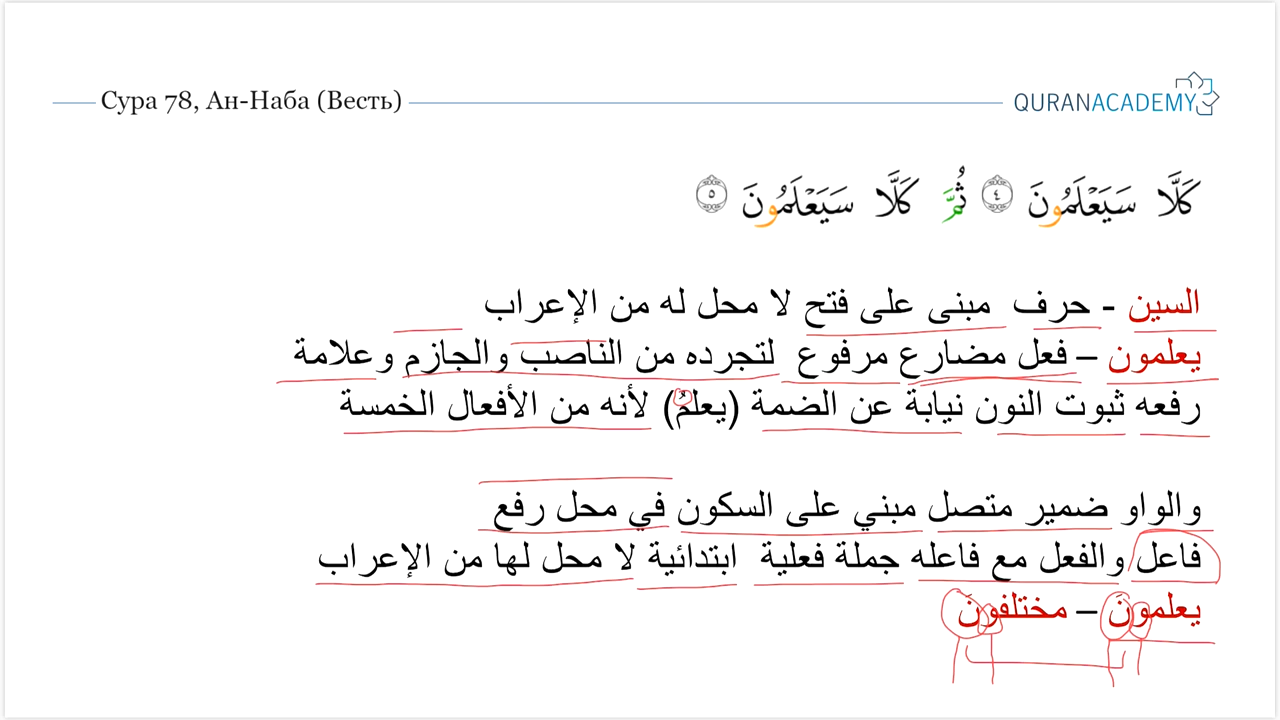 Сура 78, Ан-Наба (Весть)
QURANACADEMY
كَلَّا سَيَعْلَمُونَ ٤ ثُمَّ كَلَّا سَيَعْلَمُونَ ٥
السين - حرف مبنى على فتح لا محل له من الإعراب
يعلمون – فعل مضارع مرفوع لتجرده من الناصب والجازم وعلامة
رفعه ثبوت النون نيابة عن الضمة (يعلمُ) لأنه من الأفعال الخمسة
والواو ضمير متصل مبني على السكون في محل رفع
فاعل والفعل مع فاعله جملة فعلية ابتدائية لا محل لها من الإعراب
يعلمونَ – مختلفونَ